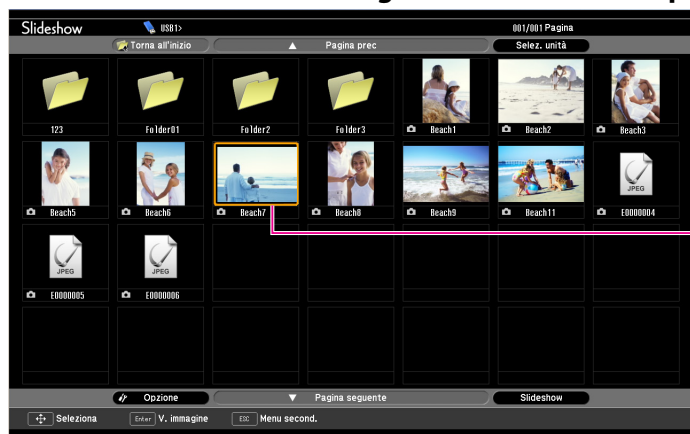 Slideshow USB1> 001/001 Pagina
Torna all'inizio Pagina prec Selez. unità
123 Folder01 Folder2 Folder3 Beach1 Beach2 Beach3
Beach5 Beach6 Beach7 Beach8 Beach9 Beach11 JPEG E0000004
JPEG JPEG
E0000005 E0000006
Opzione Pagina seguente Slideshow
Seleziona Enter V. immagine ESC Menu second.